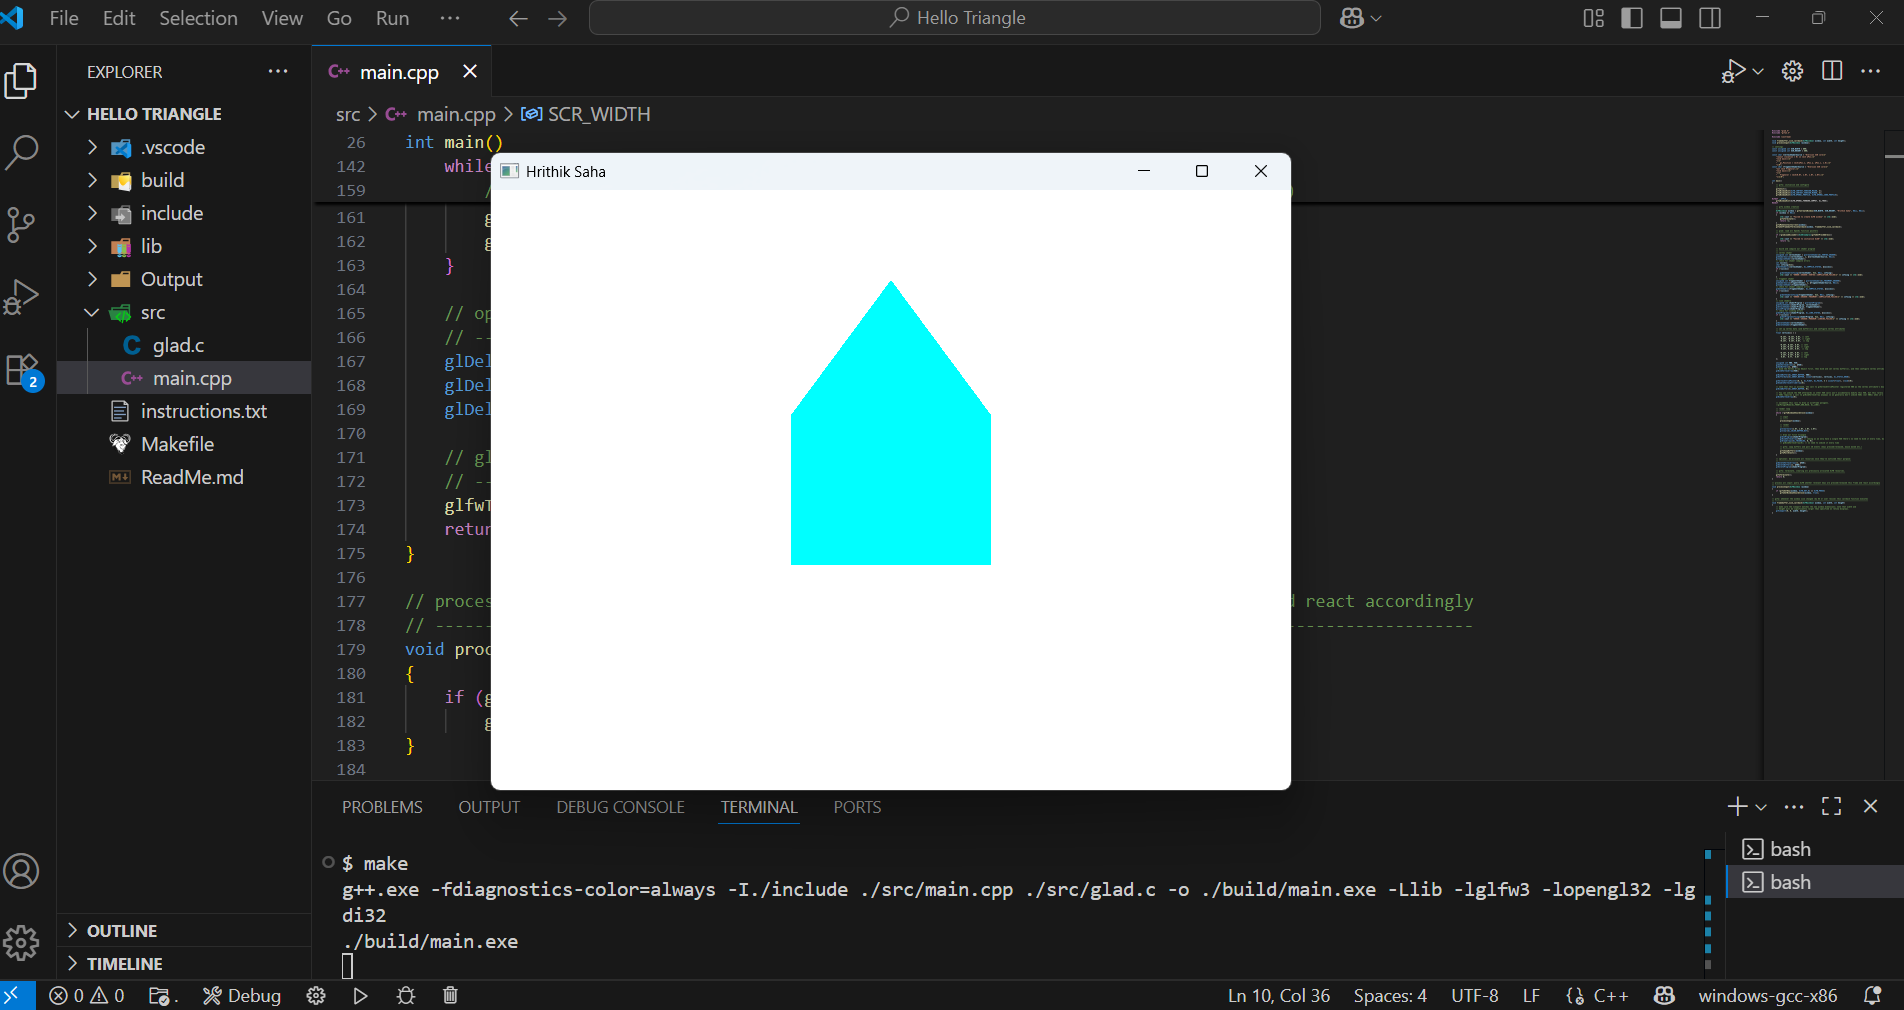 File Edit Selection View Go Run ···
Hello Triangle
EXPLORER ···
HELLO TRIANGLE
.vscode
build
include
lib
Output
src
glad.c
C++ main.cpp
instructions.txt
Makefile
ReadMe.md
OUTLINE
TIMELINE
2
C++ main.cpp
src > C++ main.cpp > SCR_WIDTH
26 int main()
142 while
159 /
161 g
162 g
163 }
164
165 // op
166 // --
167 glDel
168 glDel
169 glDel
170
171 // gl
172 // --
173 glfwT
174 retur
175 }
176
177 // proces d react accordingly
178 // ------ ------------------
179 void proc
180 {
181 if (g
182 g
183 }
184
Hrithik Saha
PROBLEMS OUTPUT DEBUG CONSOLE TERMINAL PORTS
$ make
g++.exe -fdiagnostics-color=always -I./include ./src/main.cpp ./src/glad.c -o ./build/main.exe -Llib -lglfw3 -lopengl32 -lg
di32
./build/main.exe
bash
bash
0 0 . Debug Ln 10, Col 36 Spaces: 4 UTF-8 LF {} C++ windows-gcc-x86